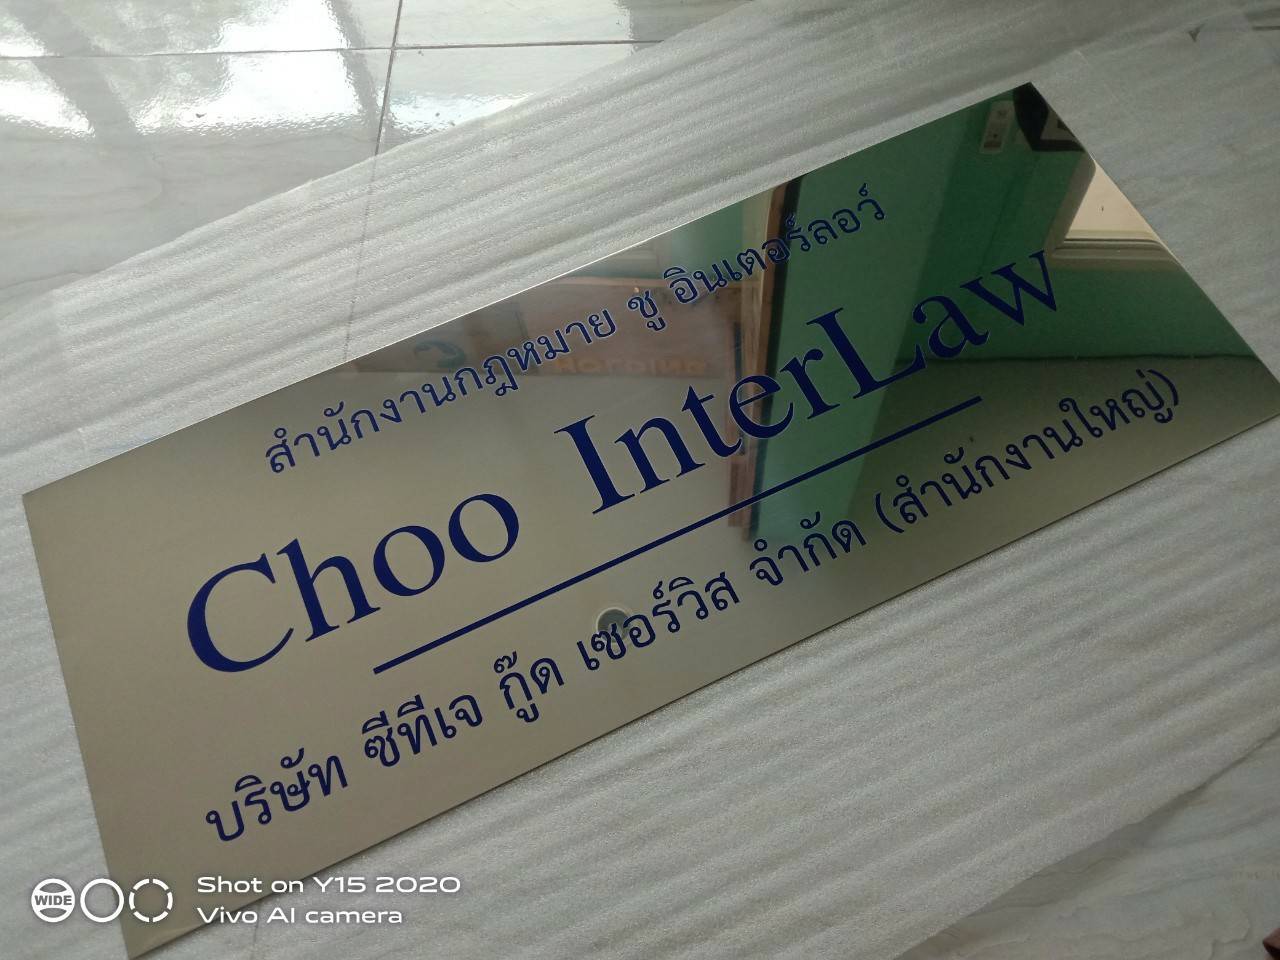 สำนักงานกฎหมาย ชู อินเตอร์ลอว์
Choo InterLaw
บริษัท ซีทีเจ กู๊ด เซอร์วิส จำกัด (สำนักงานใหญ่)
WIDE
Shot on Y15 2020
Vivo AI camera